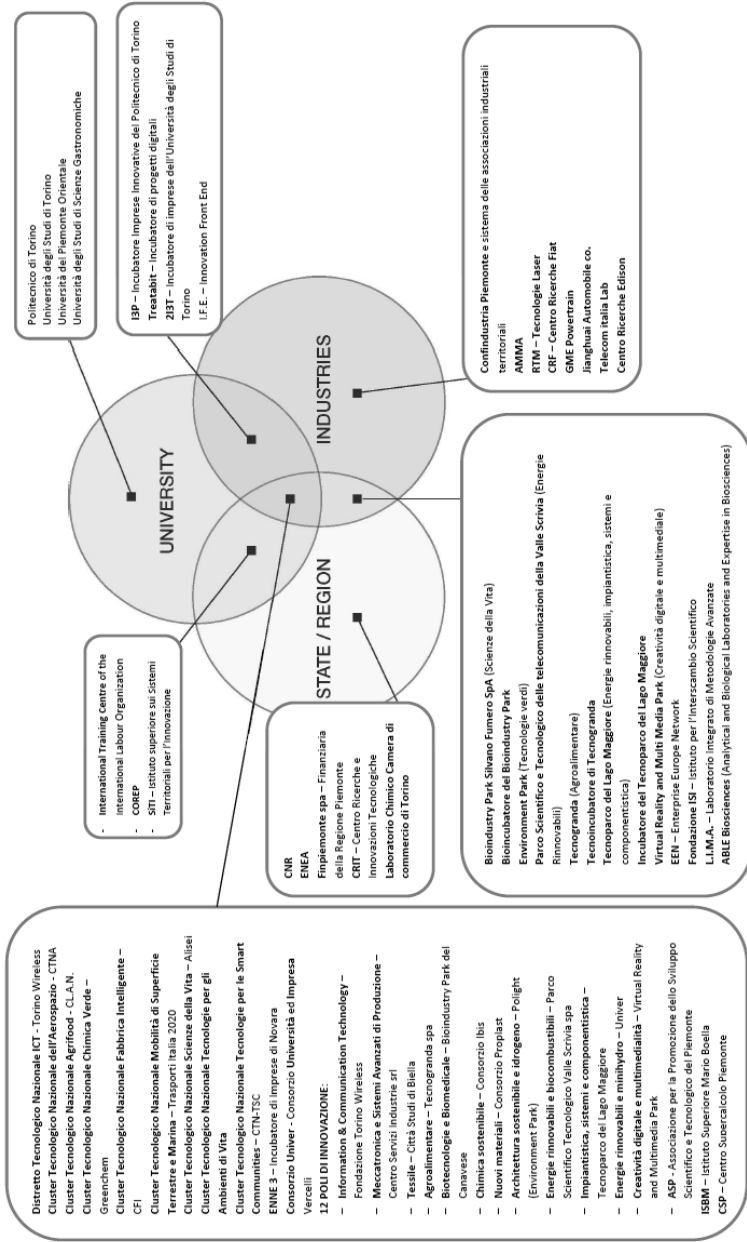 Politecnico di Torino
Università degli Studi di Torino
Università del Piemonte Orientale
Università degli Studi di Scienze Gastronomiche
I3P – Incubatore Imprese Innovative del Politecnico di Torino
Treatabit – Incubatore di progetti digitali
2I3T – Incubatore di imprese dell'Università degli Studi di
Torino
I.F.E. – Innovation Front End
Confindustria Piemonte e sistema delle associazioni industriali
territoriali
AMMA
RTM – Tecnologie Laser
CRF – Centro Ricerche Fiat
GME Powertrain
Jianghuai Automobile co.
Telecom italia Lab
Centro Ricerche Edison
UNIVERSITY
INDUSTRIES
STATE / REGION
- International Training Centre of the
International Labour Organization
- COREP
- SiTI – Istituto superiore sui Sistemi
Territoriali per l'Innovazione
CNR
ENEA
Finpiemonte spa – Finanziaria
della Regione Piemonte
CRIT – Centro Ricerche e
Innovazioni Tecnologiche
Laboratorio Chimico Camera di
commercio di Torino
Bioindustry Park Silvano Fumero SpA (Scienze della Vita)
Bioincubatore del Bioindustry Park
Environment Park (Tecnologie verdi)
Parco Scientifico e Tecnologico delle telecomunicazioni della Valle Scrivia (Energie
Rinnovabili)
Tecnogranda (Agroalimentare)
Tecnoincubatore di Tecnogranda
Tecnoparco del Lago Maggiore (Energie rinnovabili, impiantistica, sistemi e
componentistica)
Incubatore del Tecnoparco del Lago Maggiore
Virtual Reality and Multi Media Park (Creatività digitale e multimediale)
EEN – Enterprise Europe Network
Fondazione ISI – Istituto per l'Interscambio Scientifico
L.I.M.A. – Laboratorio Integrato di Metodologie Avanzate
ABLE Biosciences (Analytical and Biological Laboratories and Expertise in Biosciences)
Distretto Tecnologico Nazionale ICT - Torino Wireless
Cluster Tecnologico Nazionale dell'Aerospazio - CTNA
Cluster Tecnologico Nazionale Agrifood - CL.A.N.
Cluster Tecnologico Nazionale Chimica Verde –
Greenchem
Cluster Tecnologico Nazionale Fabbrica Intelligente –
CFI
Cluster Tecnologico Nazionale Mobilità di Superficie
Terrestre e Marina – Trasporti Italia 2020
Cluster Tecnologico Nazionale Scienze della Vita – Alisei
Cluster Tecnologico Nazionale Tecnologie per gli
Ambienti di Vita
Cluster Tecnologico Nazionale Tecnologie per le Smart
Communities – CTN-TSC
ENNE 3 – Incubatore di Imprese di Novara
Consorzio Univer - Consorzio Università ed Impresa
Vercelli
12 POLI DI INNOVAZIONE:
– Information & Communication Technology –
Fondazione Torino Wireless
– Meccatronica e Sistemi Avanzati di Produzione –
Centro Servizi Industrie srl
– Tessile – Città Studi di Biella
– Agroalimentare – Tecnogranda spa
– Biotecnologie e Biomedicale – Bioindustry Park del
Canavese
– Chimica sostenibile – Consorzio Ibis
– Nuovi materiali – Consorzio Proplast
– Architettura sostenibile e idrogeno – Polight
(Environment Park)
– Energie rinnovabili e biocombustibili – Parco
Scientifico Tecnologico Valle Scrivia spa
– Impiantistica, sistemi e componentistica –
Tecnoparco del Lago Maggiore
– Energie rinnovabili e minihydro – Univer
– Creatività digitale e multimedialità – Virtual Reality
and Multimedia Park
– ASP - Associazione per la Promozione dello Sviluppo
Scientifico e Tecnologico del Piemonte
ISBM – Istituto Superiore Mario Boella
CSP – Centro Supercalcolo Piemonte